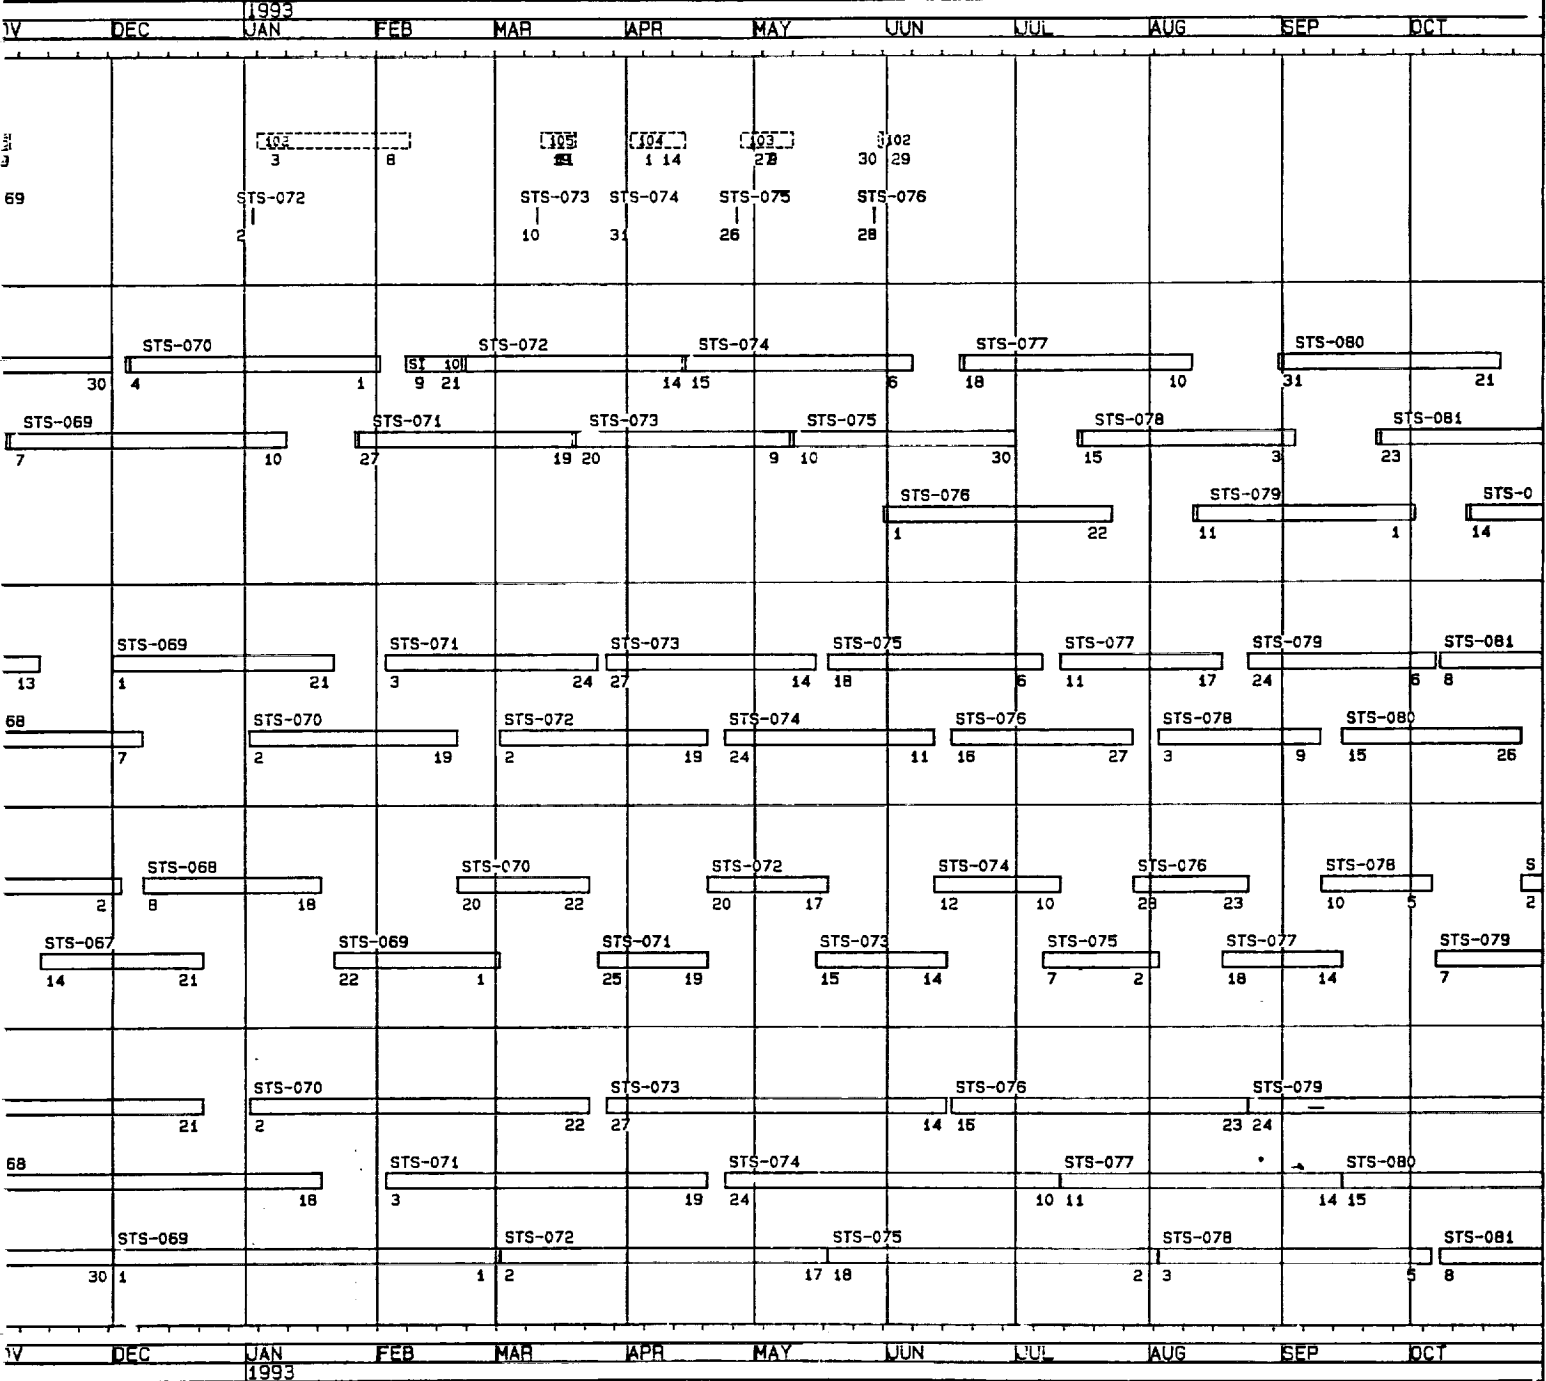 1993
DEC JAN FEB MAR APR MAY JUN JUL AUG SEP OCT
102 105 104 103 102
3 8 1 14 30 29
69 STS-072 STS-073 STS-074 STS-075 STS-076
2 10 31 26 28
STS-070 STS-072 STS-074 STS-077 STS-080
SI 10
30 4 1 9 21 14 15 6 18 10 31 21
STS-069 STS-071 STS-073 STS-075 STS-078 STS-081
7 10 27 19 20 9 10 30 15 3 23
STS-076 STS-079 STS-0
1 22 11 1 14
STS-069 STS-071 STS-073 STS-075 STS-077 STS-079 STS-081
13 1 21 3 24 27 14 18 6 11 17 24 6 8
68 STS-070 STS-072 STS-074 STS-076 STS-078 STS-080
7 2 19 2 19 24 11 16 27 3 9 15 26
STS-068 STS-070 STS-072 STS-074 STS-076 STS-078 S
2 8 18 20 22 20 17 12 10 28 23 10 5 2
STS-067 STS-069 STS-071 STS-073 STS-075 STS-077 STS-079
14 21 22 1 25 19 15 14 7 2 18 14 7
STS-070 STS-073 STS-076 STS-079
21 2 22 27 14 16 23 24
68 STS-071 STS-074 STS-077 STS-080
18 3 19 24 10 11 14 15
STS-069 STS-072 STS-075 STS-078 STS-081
30 1 1 2 17 18 2 3 5 8
DEC JAN FEB MAR APR MAY JUN JUL AUG SEP OCT
1993